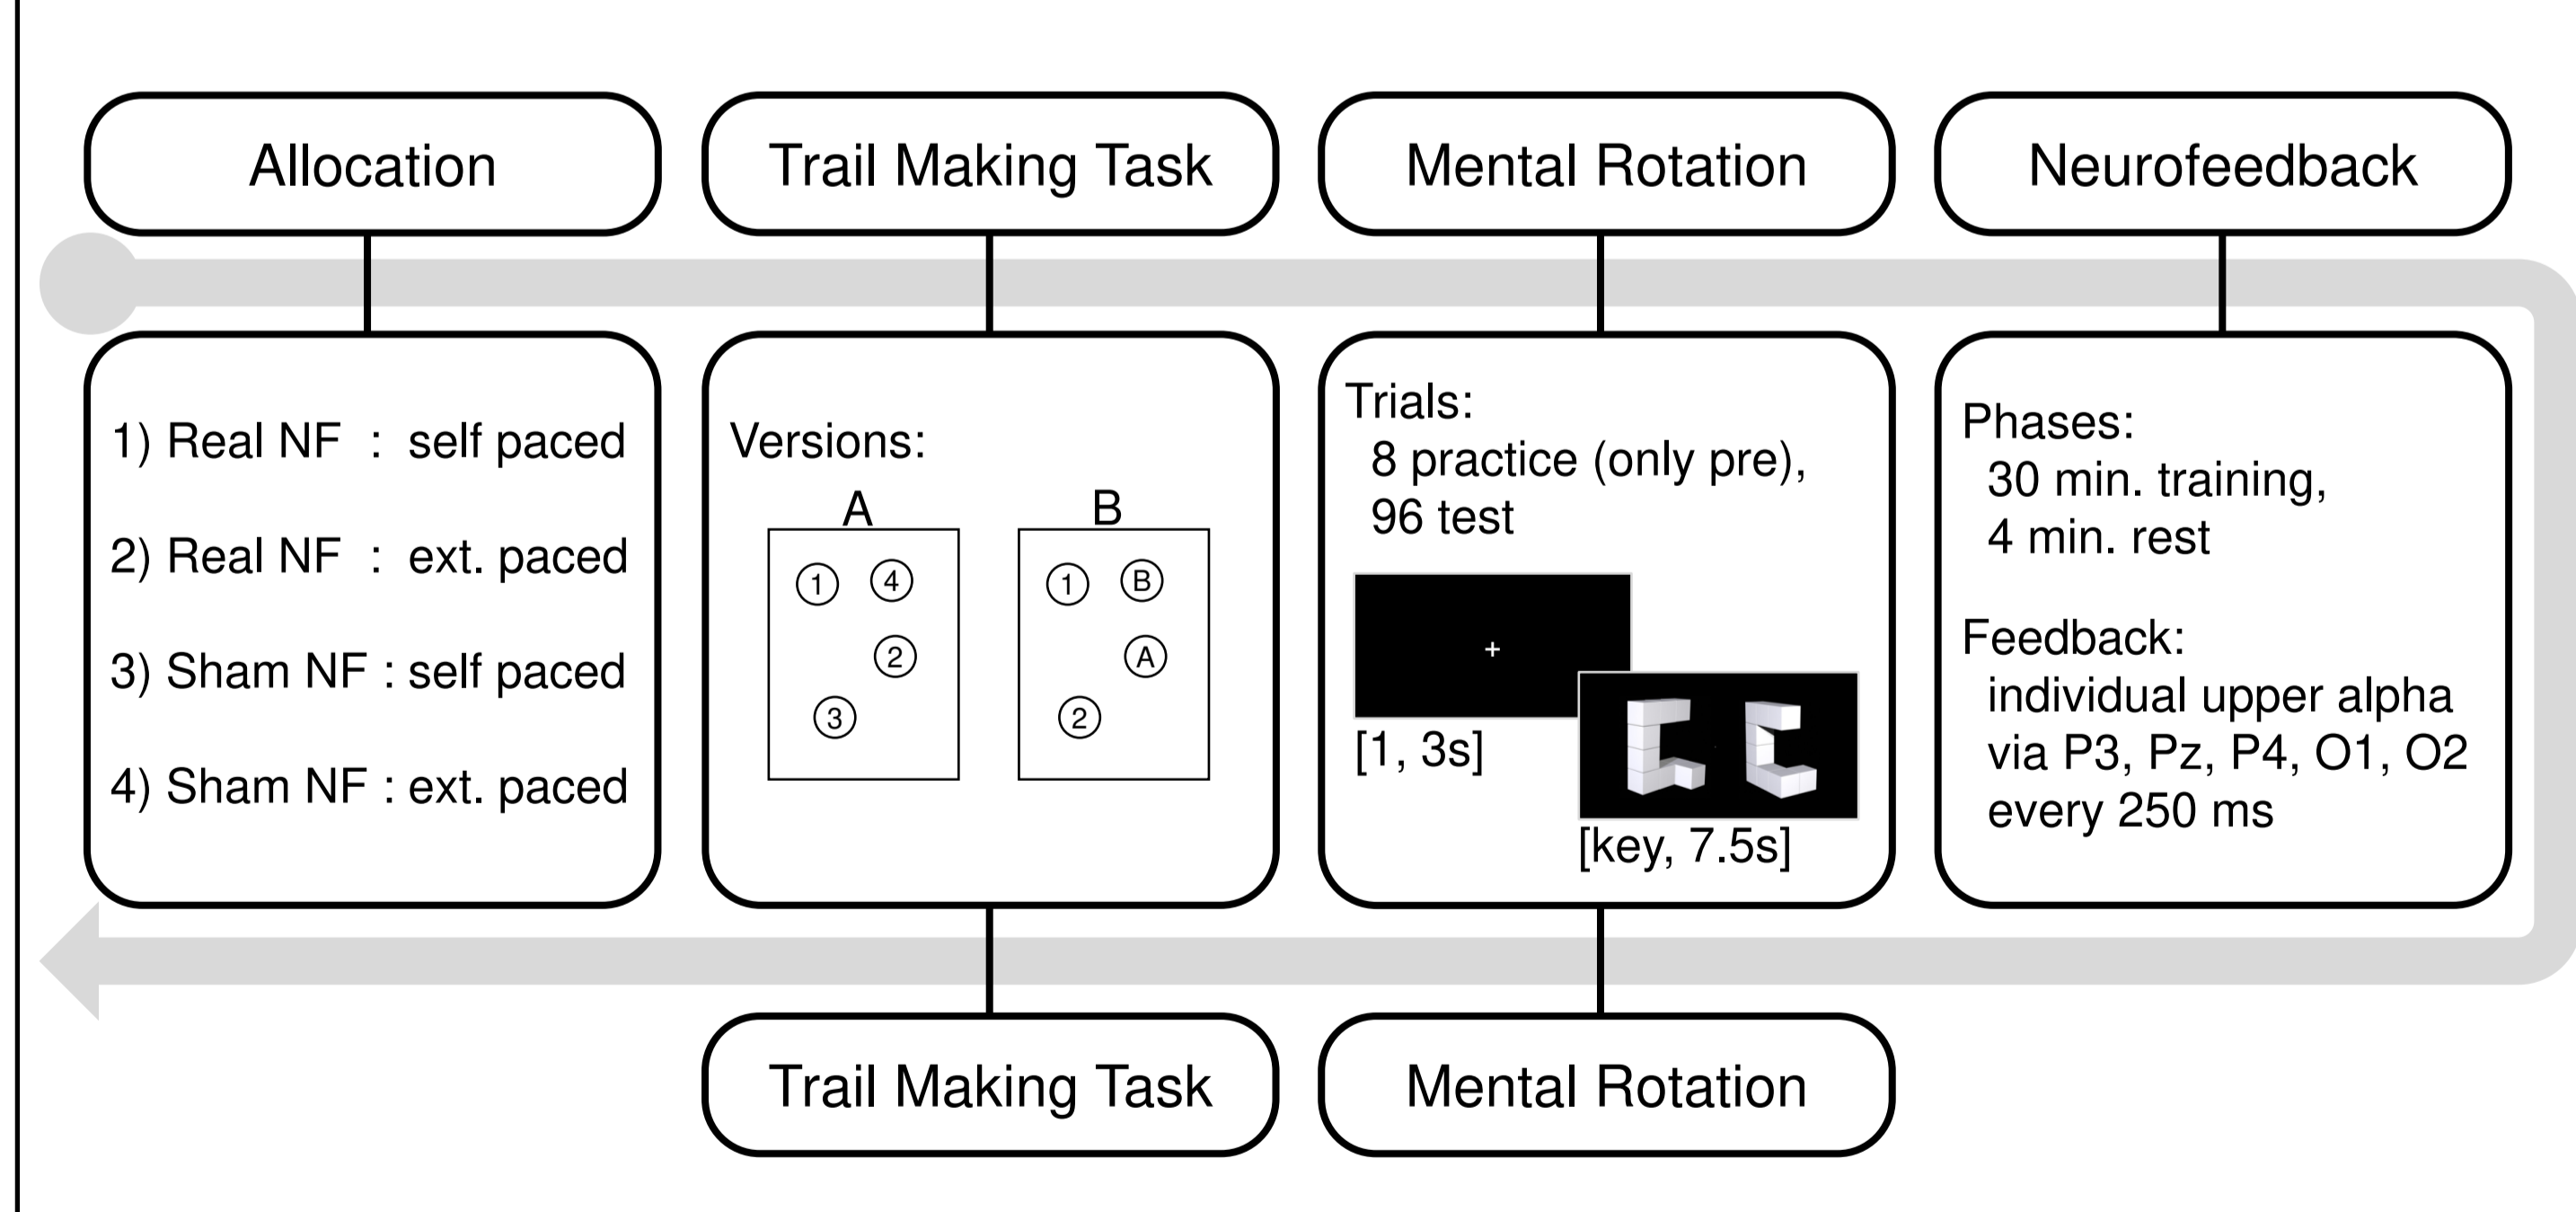 Allocation
Trail Making Task
Mental Rotation
Neurofeedback
1) Real NF : self paced
2) Real NF : ext. paced
3) Sham NF : self paced
4) Sham NF : ext. paced
Versions:
A
1
4
2
3
B
1
B
A
2
Trials:
8 practice (only pre),
96 test
+
[1, 3s]
[key, 7.5s]
Phases:
30 min. training,
4 min. rest
Feedback:
individual upper alpha
via P3, Pz, P4, O1, O2
every 250 ms
Trail Making Task
Mental Rotation